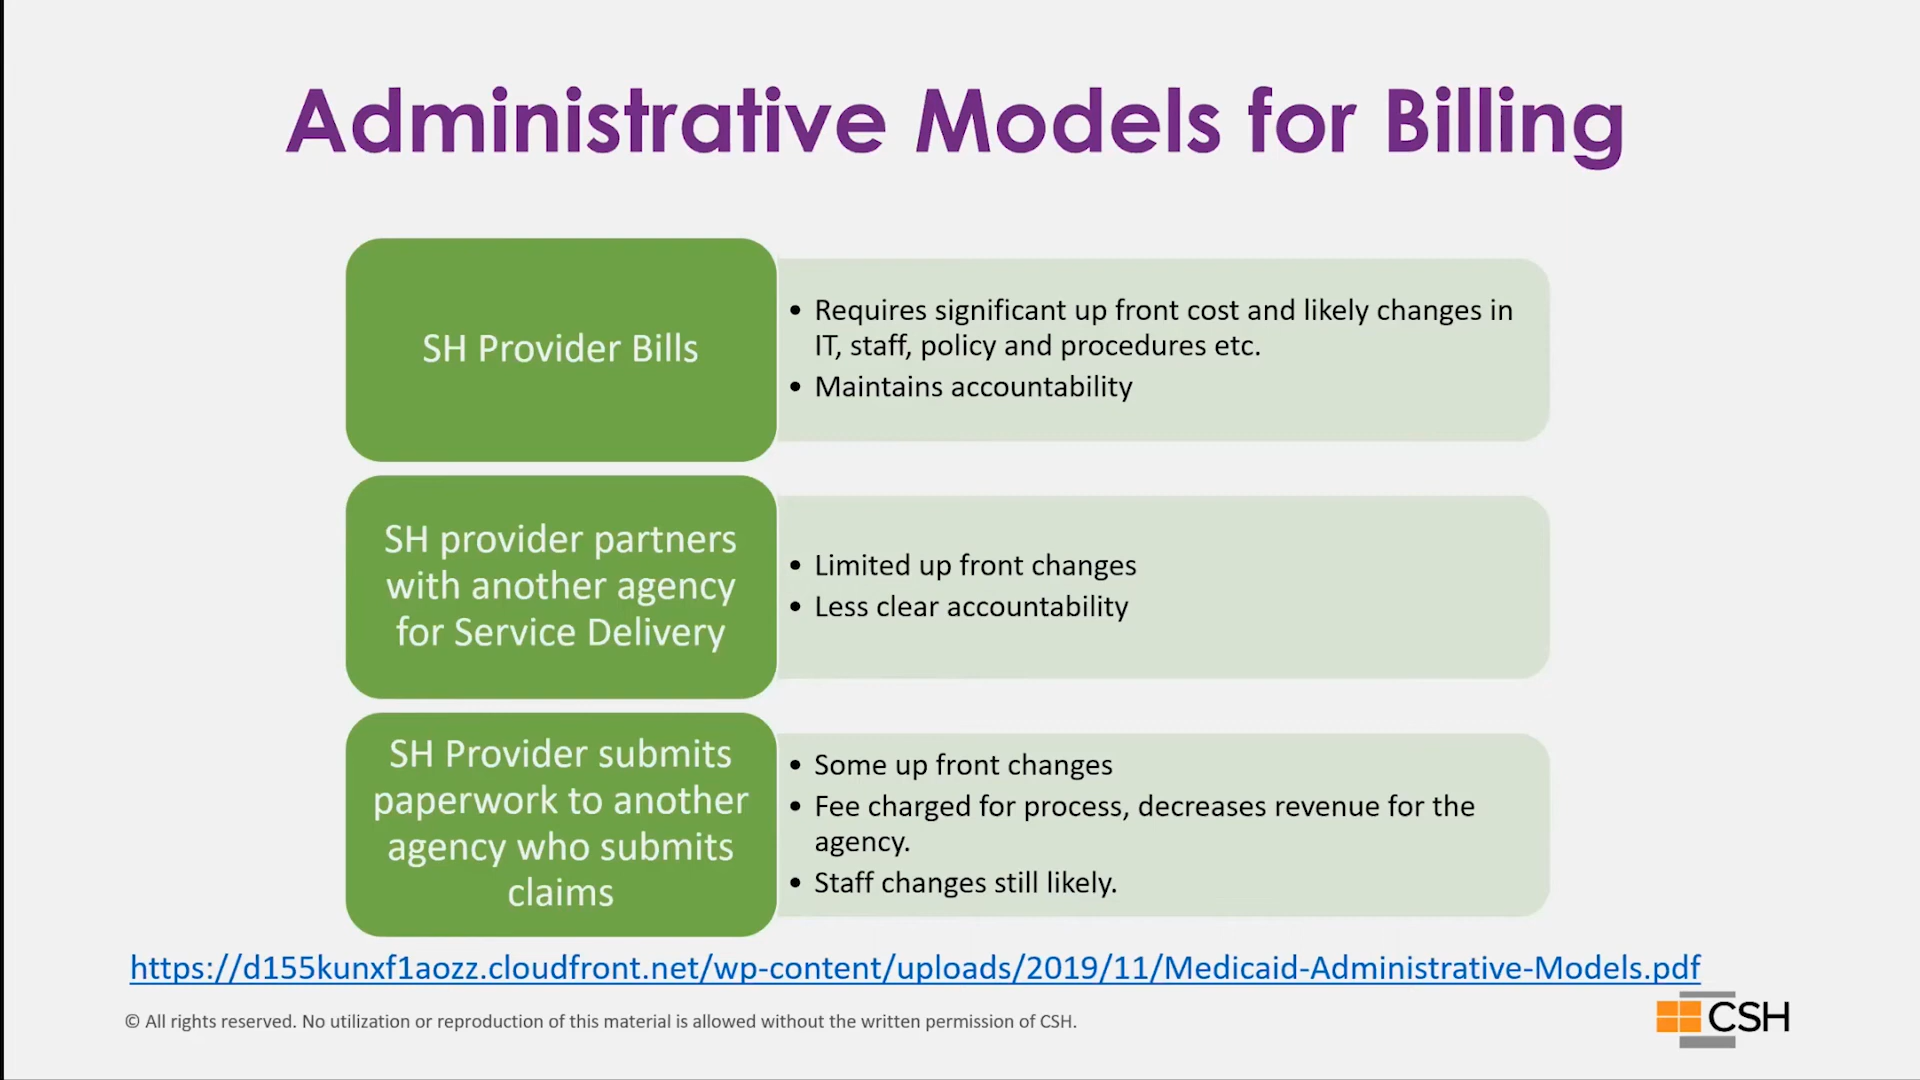 Administrative Models for Billing
SH Provider Bills
• Requires significant up front cost and likely changes in
IT, staff, policy and procedures etc.
• Maintains accountability
SH provider partners
with another agency
for Service Delivery
• Limited up front changes
• Less clear accountability
SH Provider submits
paperwork to another
agency who submits
claims
• Some up front changes
• Fee charged for process, decreases revenue for the
agency.
• Staff changes still likely.
https://d155kunxf1aozz.cloudfront.net/wp-content/uploads/2019/11/Medicaid-Administrative-Models.pdf
© All rights reserved. No utilization or reproduction of this material is allowed without the written permission of CSH.
CSH